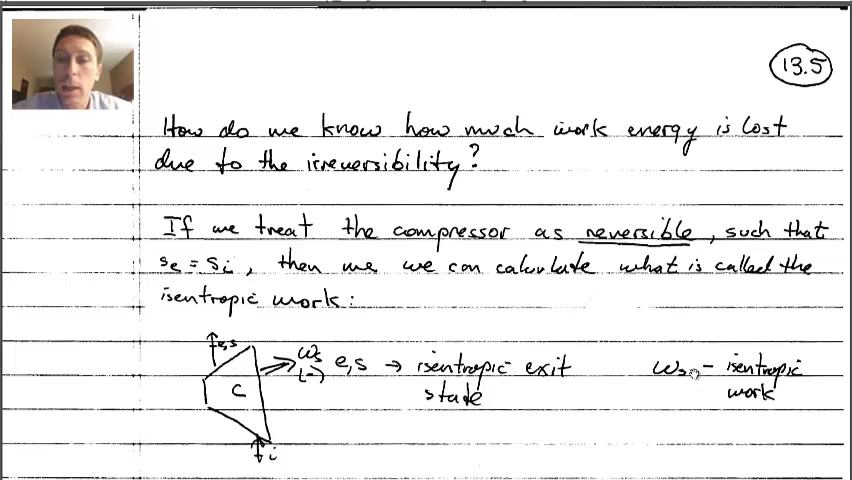 13.5
How do we know how much work energy is lost
due to the irreversibility?
If we treat the compressor as reversible, such that
se = si, then we we can calculate what is called the
isentropic work:
e,s
ws
(-)
e,s → isentropic exit
state
ws - isentropic
work
C
i